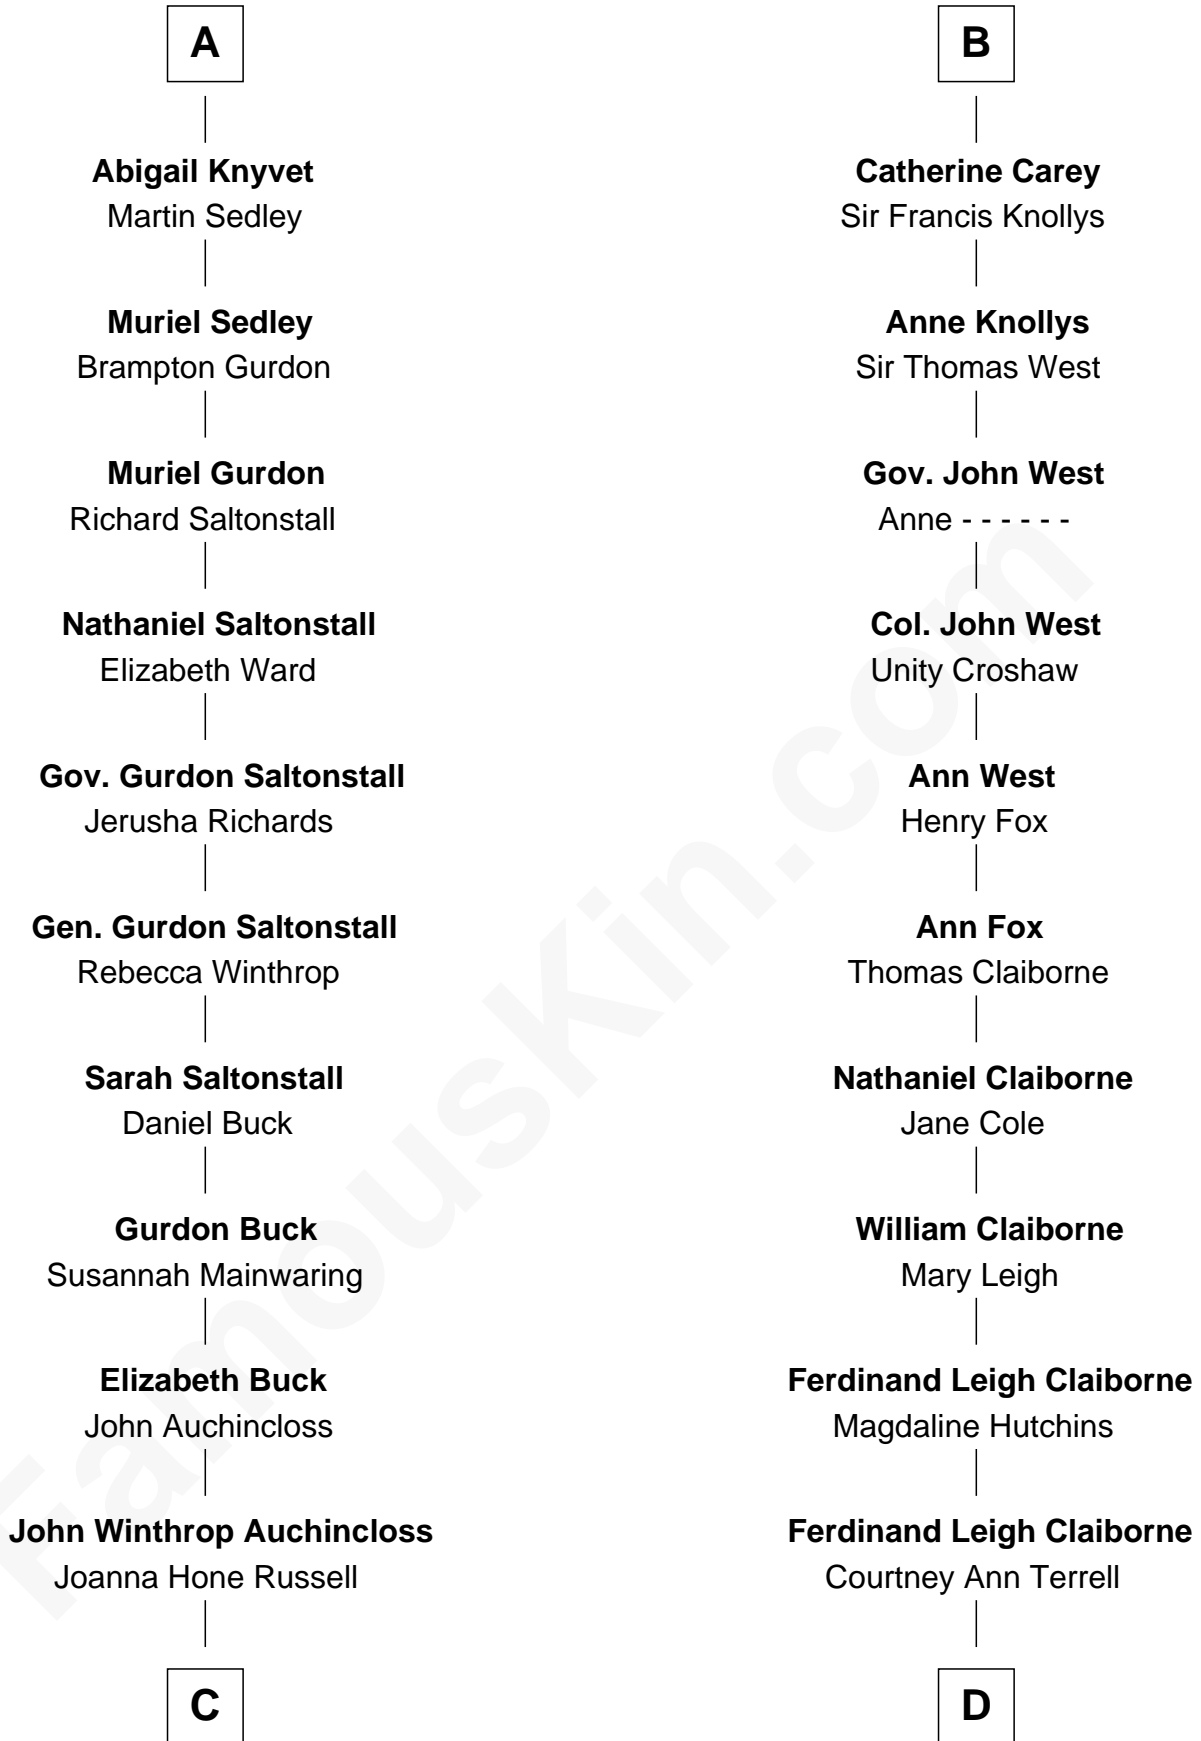 A
Abigail Knyvet
Martin Sedley
Muriel Sedley
Brampton Gurdon
Muriel Gurdon
Richard Saltonstall
Nathaniel Saltonstall
Elizabeth Ward
Gov. Gurdon Saltonstall
Jerusha Richards
Gen. Gurdon Saltonstall
Rebecca Winthrop
Sarah Saltonstall
Daniel Buck
Gurdon Buck
Susannah Mainwaring
Elizabeth Buck
John Auchincloss
John Winthrop Auchincloss
Joanna Hone Russell
C
B
Catherine Carey
Sir Francis Knollys
Anne Knollys
Sir Thomas West
Gov. John West
Anne - - - - - -
Col. John West
Unity Croshaw
Ann West
Henry Fox
Ann Fox
Thomas Claiborne
Nathaniel Claiborne
Jane Cole
William Claiborne
Mary Leigh
Ferdinand Leigh Claiborne
Magdaline Hutchins
Ferdinand Leigh Claiborne
Courtney Ann Terrell
D
FamousKin.com